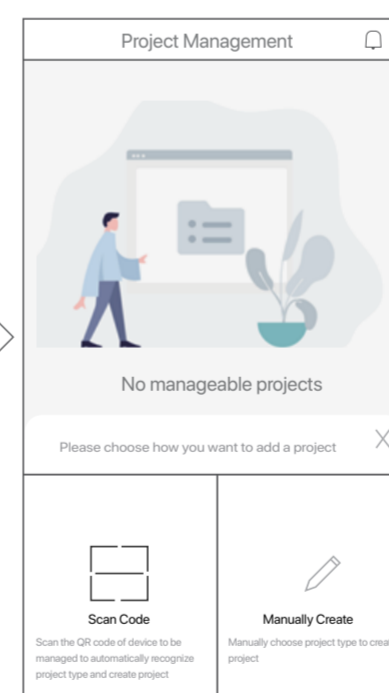 Project Management
No manageable projects
Please choose how you want to add a project
Scan Code
Scan the QR code of device to be
managed to automatically recognize
project type and create project
Manually Create
Manually choose project type to crea
project